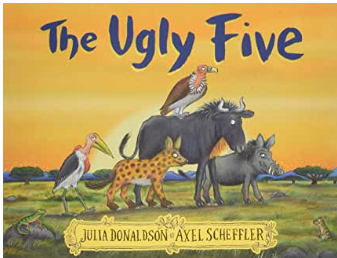 The Ugly Five
JULIA DONALDSON AXEL SCHEFFLER